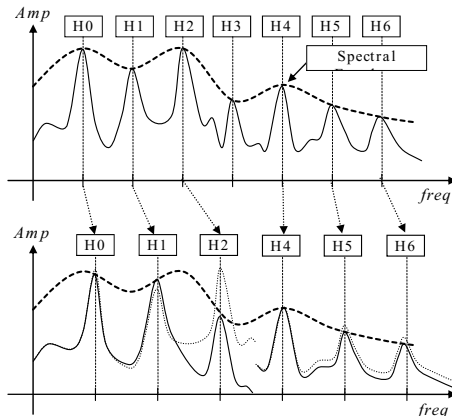 Amp
H0 H1 H2 H3 H4 H5 H6
Spectral
freq
Amp
H0 H1 H2 H4 H5 H6
freq